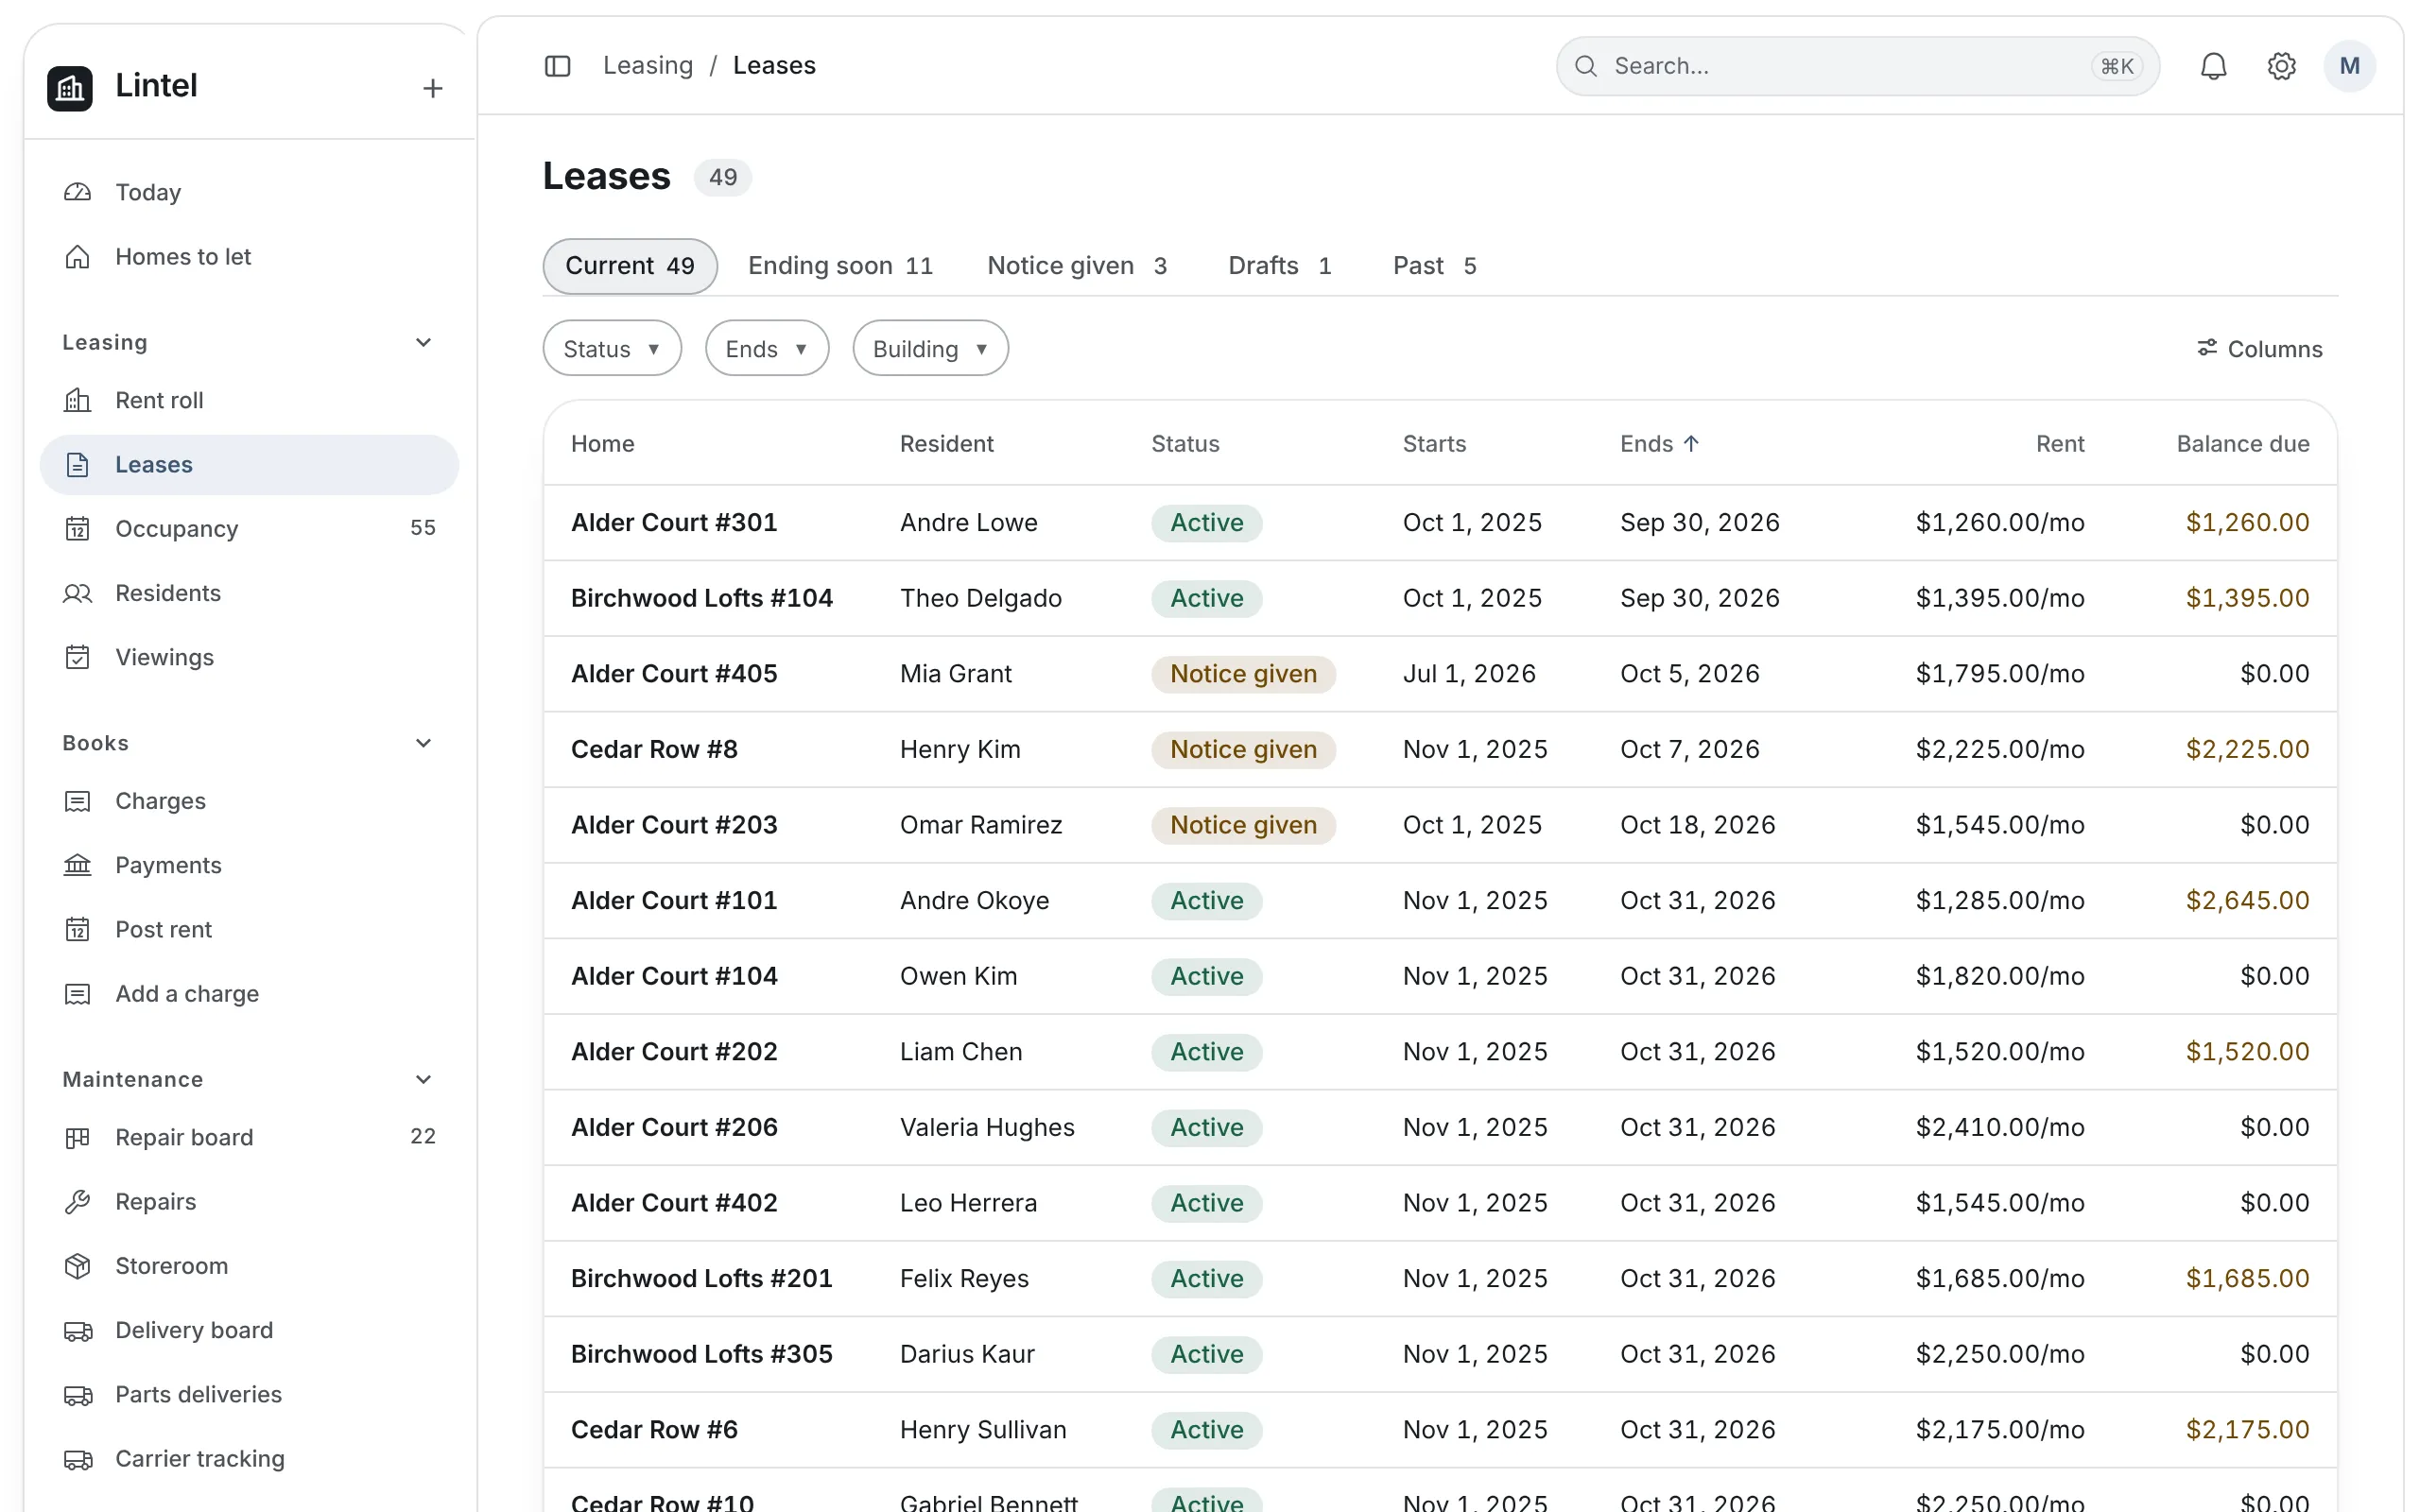 Lintel
Today
Homes to let
Leasing
Rent roll
Leases
Occupancy 55
Residents
Viewings
Books
Charges
Payments
12 Post rent
Add a charge
Maintenance
Repair board 22
Repairs
Storeroom
Delivery board
Parts deliveries
Carrier tracking
Leasing / Leases
Search... ⌘K
M
Leases 49
Current 49 Ending soon 11 Notice given 3 Drafts 1 Past 5
Status ▼ Ends ▼ Building ▼ Columns
Home Resident Status Starts Ends ↑ Rent Balance due
Alder Court #301 Andre Lowe Active Oct 1, 2025 Sep 30, 2026 $1,260.00/mo $1,260.00
Birchwood Lofts #104 Theo Delgado Active Oct 1, 2025 Sep 30, 2026 $1,395.00/mo $1,395.00
Alder Court #405 Mia Grant Notice given Jul 1, 2026 Oct 5, 2026 $1,795.00/mo $0.00
Cedar Row #8 Henry Kim Notice given Nov 1, 2025 Oct 7, 2026 $2,225.00/mo $2,225.00
Alder Court #203 Omar Ramirez Notice given Oct 1, 2025 Oct 18, 2026 $1,545.00/mo $0.00
Alder Court #101 Andre Okoye Active Nov 1, 2025 Oct 31, 2026 $1,285.00/mo $2,645.00
Alder Court #104 Owen Kim Active Nov 1, 2025 Oct 31, 2026 $1,820.00/mo $0.00
Alder Court #202 Liam Chen Active Nov 1, 2025 Oct 31, 2026 $1,520.00/mo $1,520.00
Alder Court #206 Valeria Hughes Active Nov 1, 2025 Oct 31, 2026 $2,410.00/mo $0.00
Alder Court #402 Leo Herrera Active Nov 1, 2025 Oct 31, 2026 $1,545.00/mo $0.00
Birchwood Lofts #201 Felix Reyes Active Nov 1, 2025 Oct 31, 2026 $1,685.00/mo $1,685.00
Birchwood Lofts #305 Darius Kaur Active Nov 1, 2025 Oct 31, 2026 $2,250.00/mo $0.00
Cedar Row #6 Henry Sullivan Active Nov 1, 2025 Oct 31, 2026 $2,175.00/mo $2,175.00
Cedar Row #10 Gabriel Bennett Active Nov 1, 2025 Oct 31, 2026 $2,250.00/mo $0.00